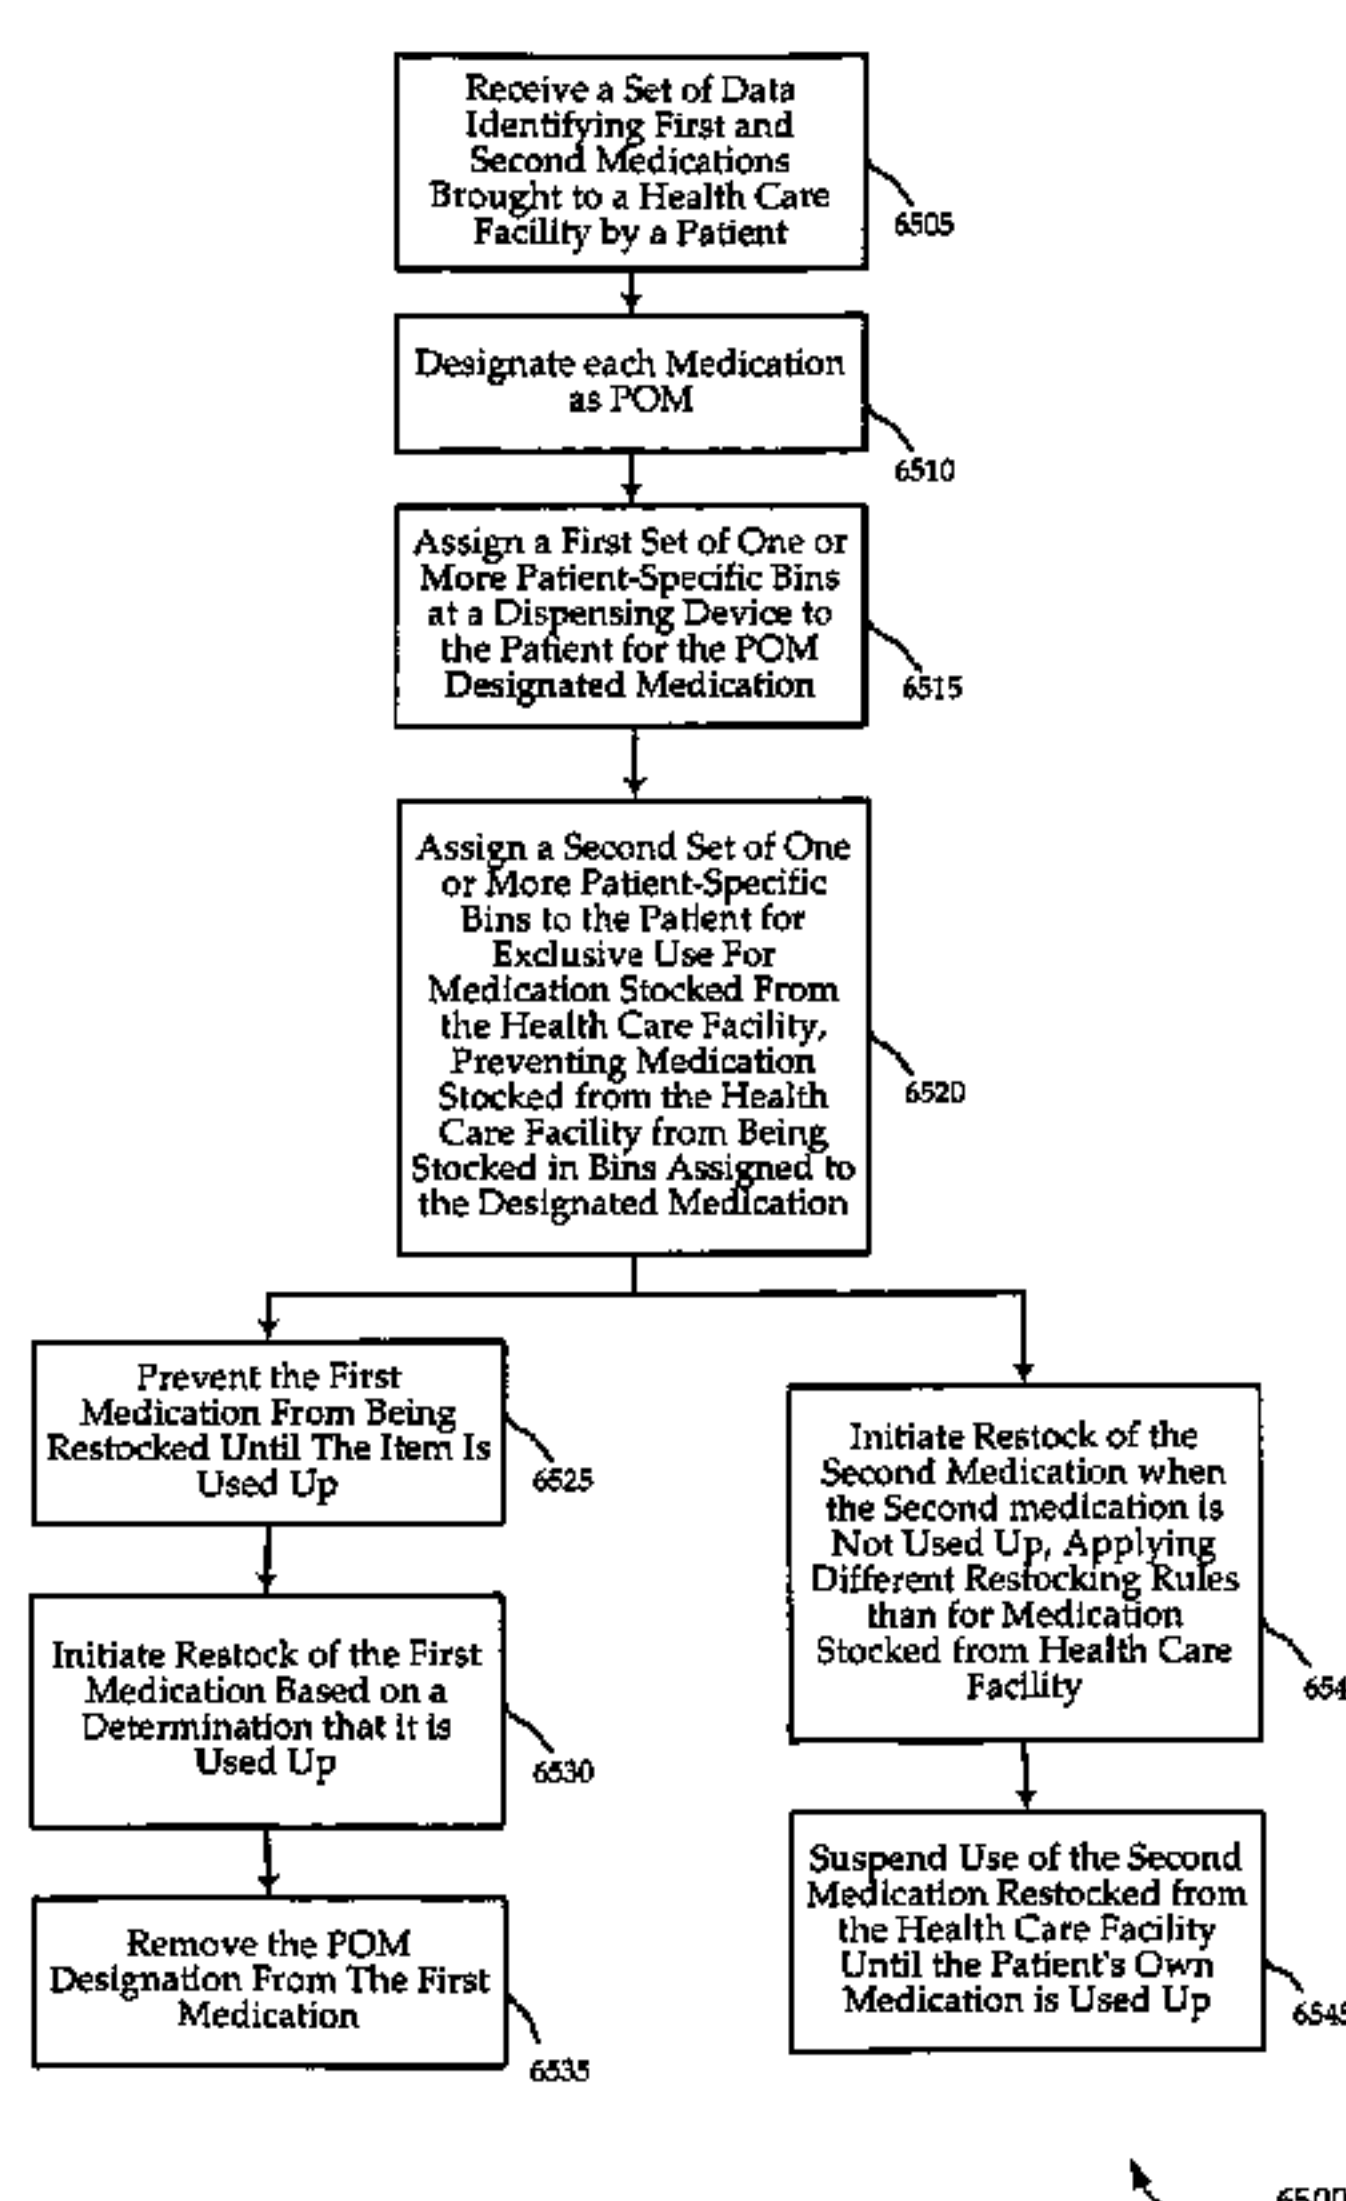 Receive a Set of Data
Identifying First and
Second Medications
Brought to a Health Care
Facility by a Patient
6505
Designate each Medication
as POM
6510
Assign a First Set of One or
More Patient-Specific Bins
at a Dispensing Device to
the Patient for the POM
Designated Medication
6515
Assign a Second Set of One
or More Patient-Specific
Bins to the Patient for
Exclusive Use For
Medication Stocked From
the Health Care Facility,
Preventing Medication
Stocked from the Health
Care Facility from Being
Stocked in Bins Assigned to
the Designated Medication
6520
Prevent the First
Medication From Being
Restocked Until The Item Is
Used Up
6525
Initiate Restock of the First
Medication Based on a
Determination that it is
Used Up
6530
Remove the POM
Designation From The First
Medication
6535
Initiate Restock of the
Second Medication when
the Second medication is
Not Used Up, Applying
Different Restocking Rules
than for Medication
Stocked from Health Care
Facility
654
Suspend Use of the Second
Medication Restocked from
the Health Care Facility
Until the Patient's Own
Medication is Used Up
6545